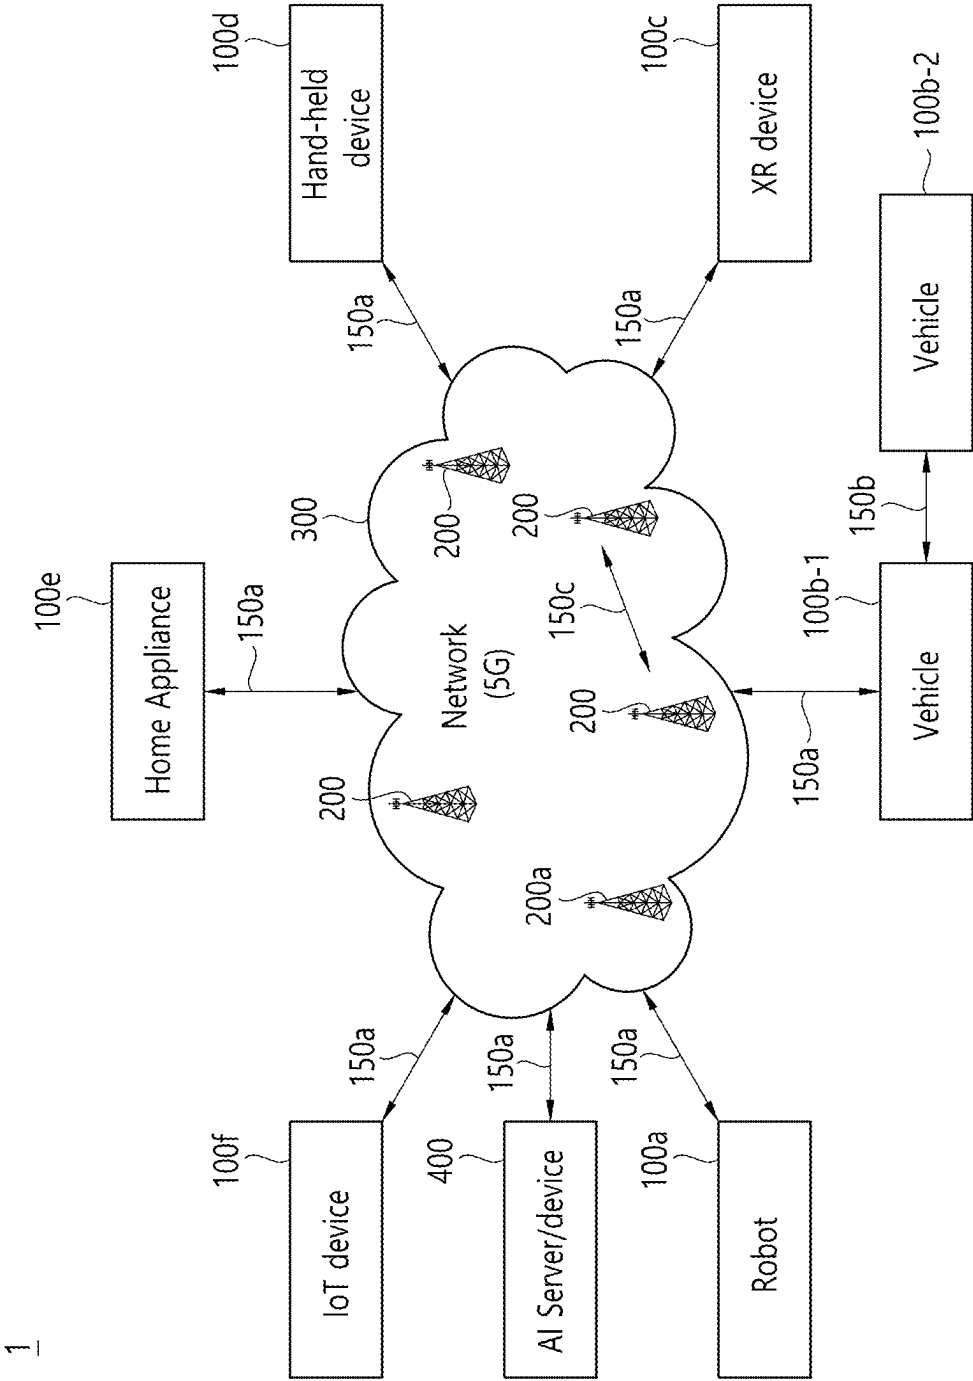 1
100e
Home Appliance
100f
100d
150a
300
Hand-held
device
IoT device
150a
200
150a
400
200
Network
(5G)
150a
200
AI Server/device
200a
150c
200
150a
150a
100a
100c
Robot
XR device
150a
100b-1
150b
Vehicle
Vehicle
100b-2